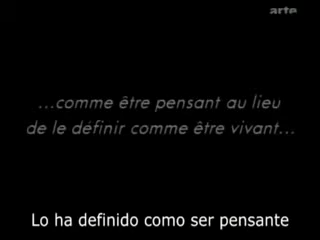 arte
...comme être pensant au lieu
de le définir comme être vivant...
Lo ha definido como ser pensante